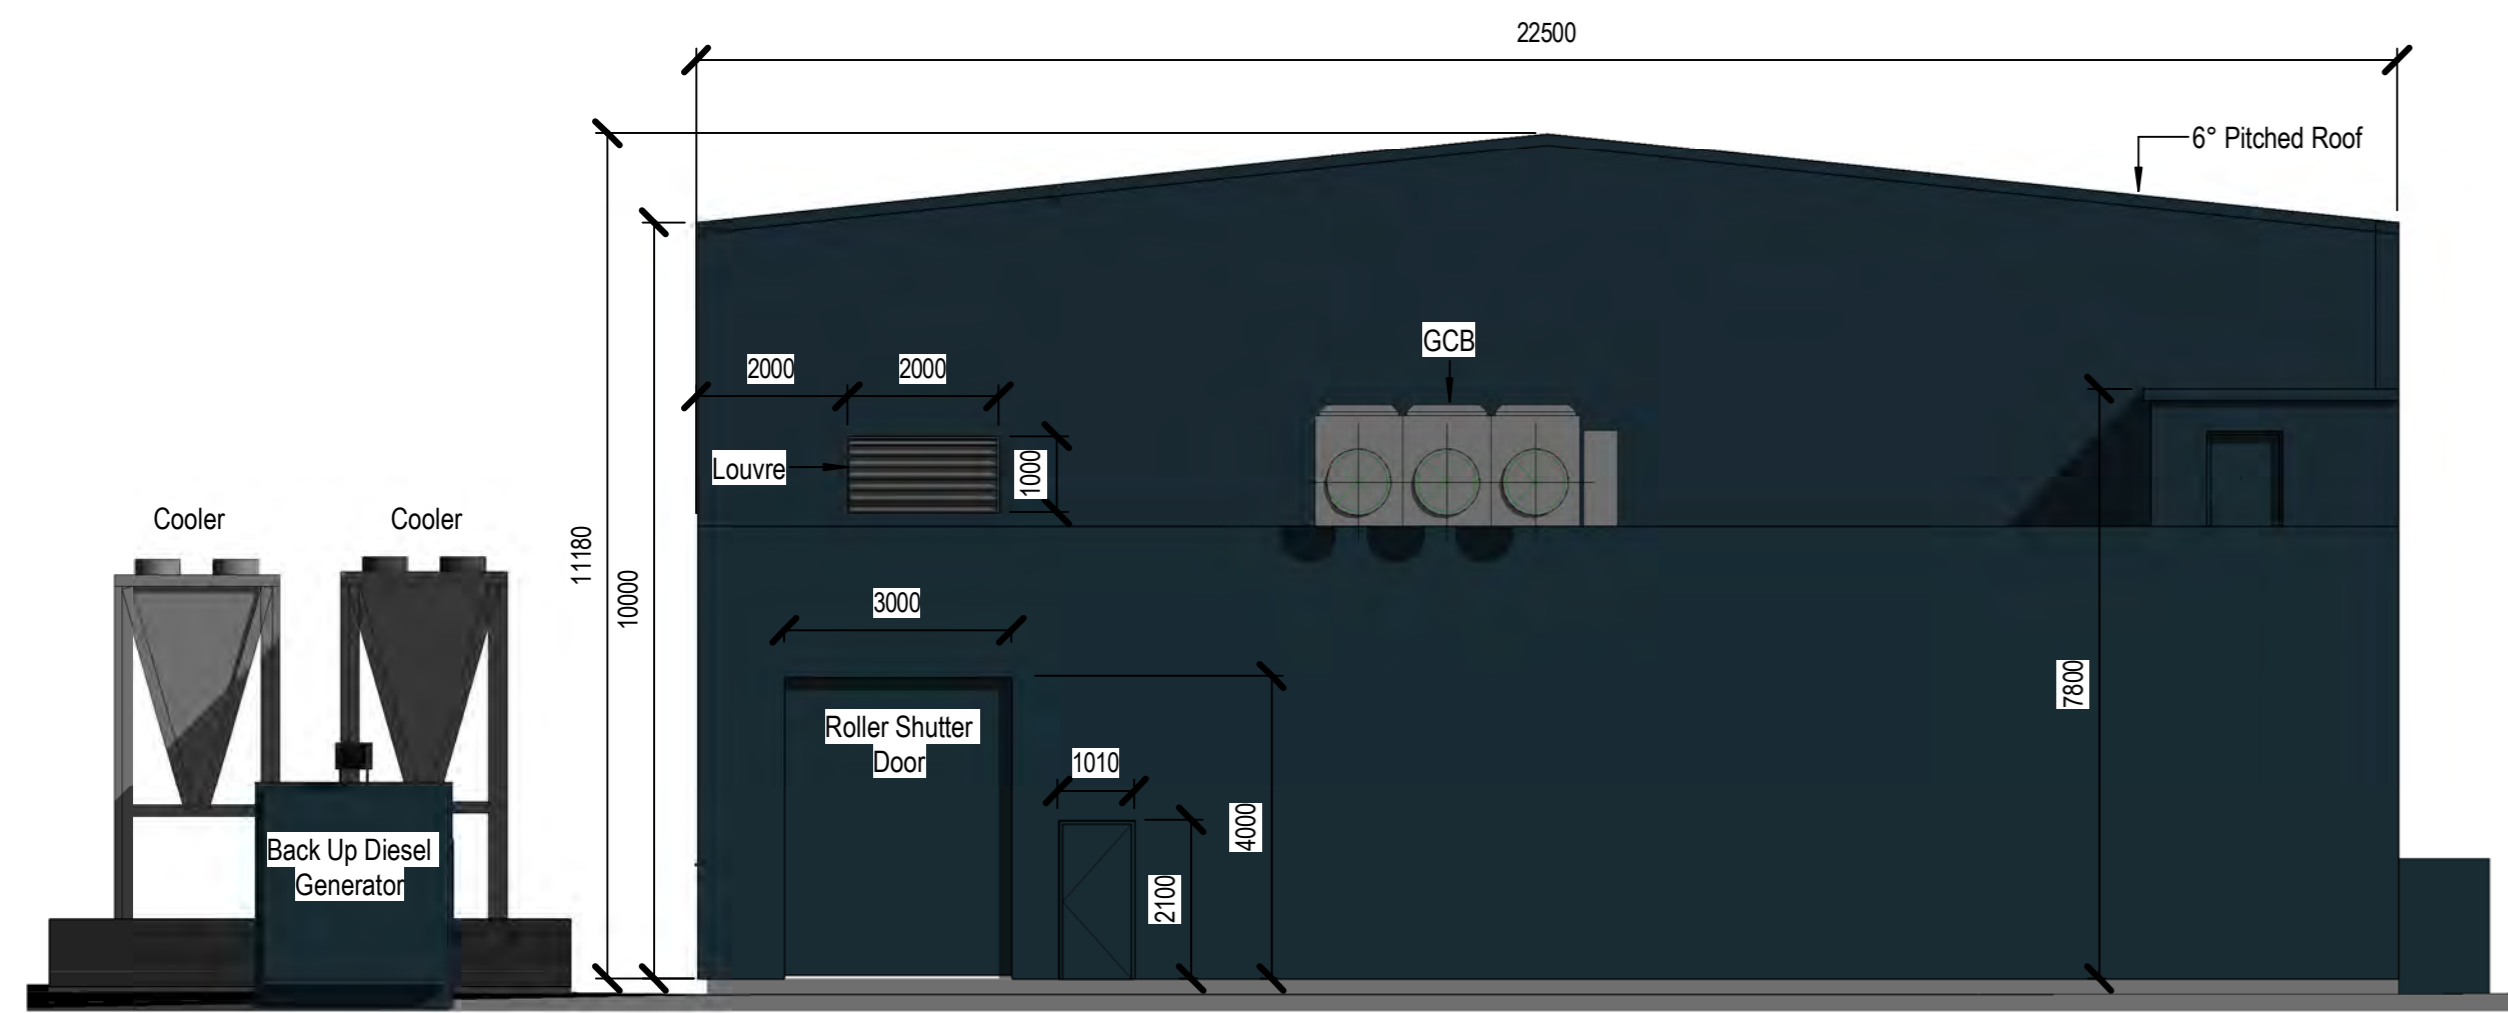 22500
6° Pitched Roof
GCB
2000
2000
Louvre
1000
Cooler
Cooler
11180
10000
3000
7800
Roller Shutter
Door
1010
4000
Back Up Diesel
Generator
2100